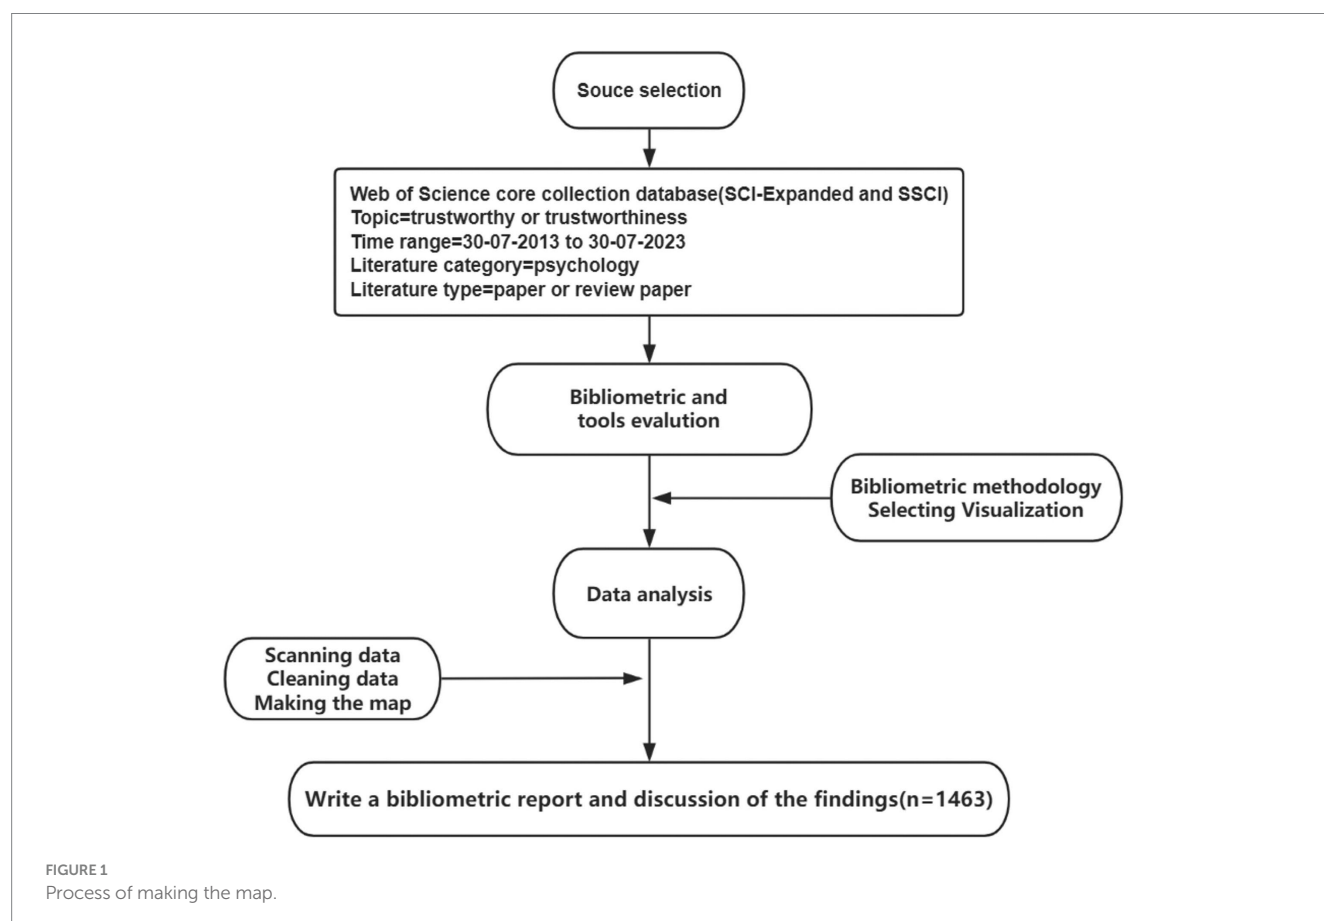 Souce selection
Web of Science core collection database(SCI-Expanded and SSCI)
Topic=trustworthy or trustworthiness
Time range=30-07-2013 to 30-07-2023
Literature category=psychology
Literature type=paper or review paper
Bibliometric and
tools evalution
Bibliometric methodology
Selecting Visualization
Data analysis
Scanning data
Cleaning data
Making the map
Write a bibliometric report and discussion of the findings(n=1463)
FIGURE 1
Process of making the map.